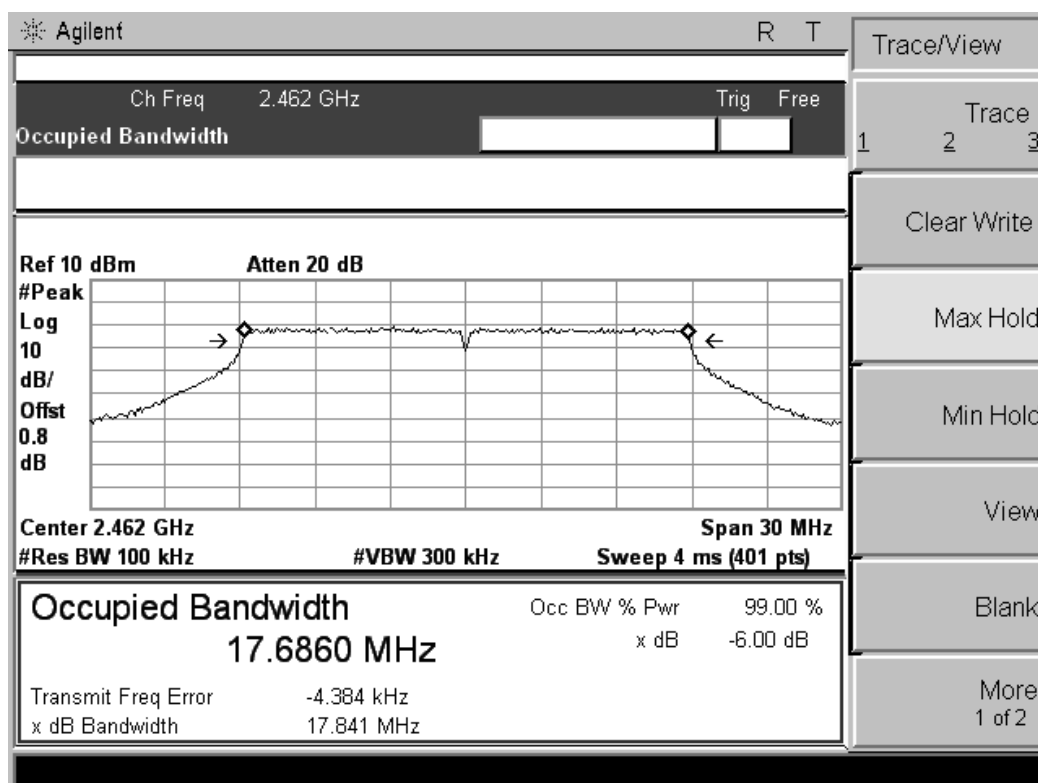 Agilent R T
Trace/View
Ch Freq 2.462 GHz Trig Free
Occupied Bandwidth
Trace
1 2 3
Clear Write
Max Hold
Min Hold
View
Blank
More
1 of 2
Ref 10 dBm Atten 20 dB
#Peak
Log
10
dB/
Offst
0.8
dB
Center 2.462 GHz Span 30 MHz
#Res BW 100 kHz #VBW 300 kHz Sweep 4 ms (401 pts)
Occupied Bandwidth Occ BW % Pwr 99.00 %
17.6860 MHz x dB -6.00 dB
Transmit Freq Error -4.384 kHz
x dB Bandwidth 17.841 MHz